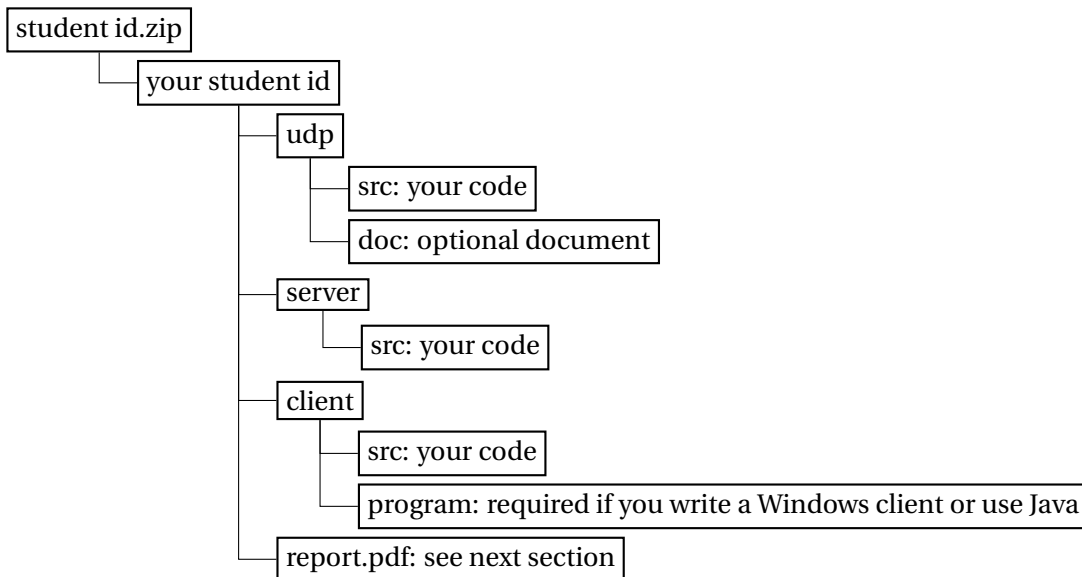 student id.zip
your student id
udp
src: your code
doc: optional document
server
src: your code
client
src: your code
program: required if you write a Windows client or use Java
report.pdf: see next section